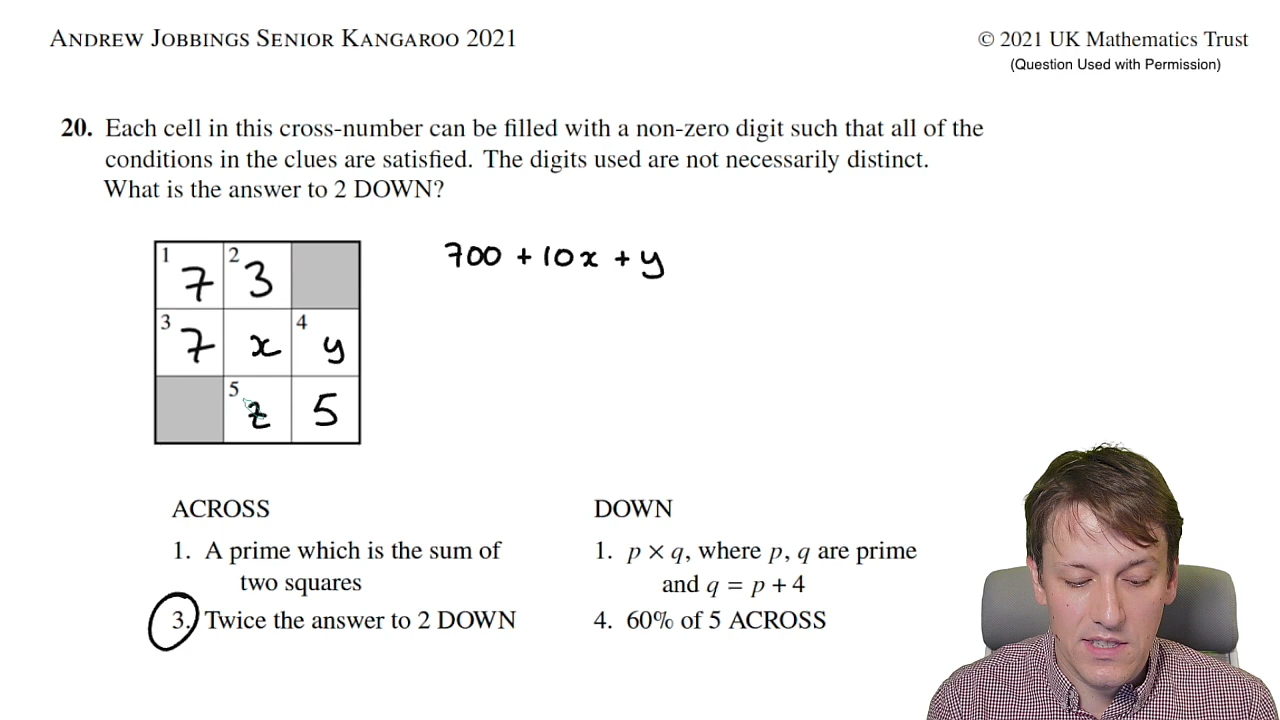 ANDREW JOBBINGS SENIOR KANGAROO 2021
© 2021 UK Mathematics Trust
(Question Used with Permission)
20. Each cell in this cross-number can be filled with a non-zero digit such that all of the
conditions in the clues are satisfied. The digits used are not necessarily distinct.
What is the answer to 2 DOWN?
700 + 10x + y
1 7 2 3
3 7 x 4 y
5 z 5
ACROSS
1. A prime which is the sum of
two squares
3. Twice the answer to 2 DOWN
DOWN
1. p × q, where p, q are prime
and q = p + 4
4. 60% of 5 ACROSS